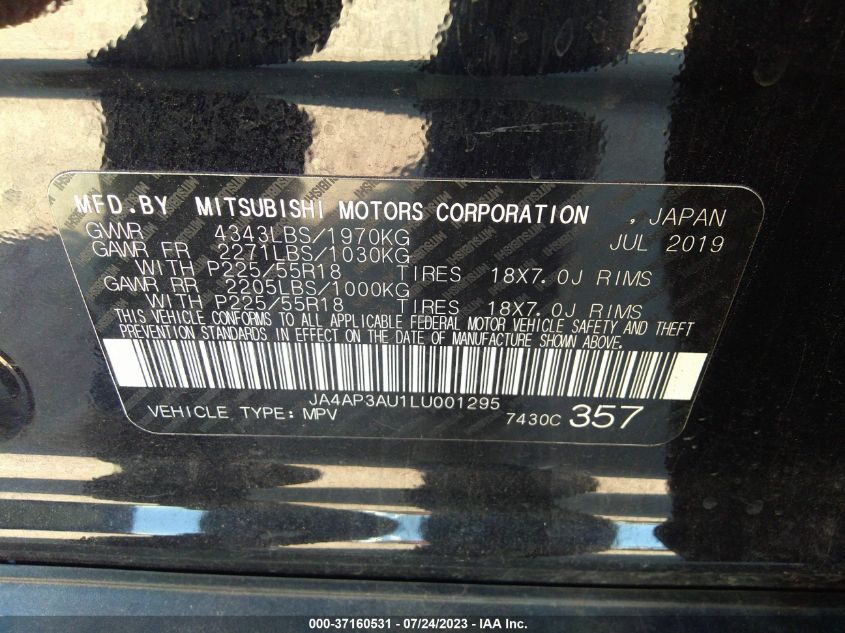 MFD.BY MITSUBISHI MOTORS CORPORATION , JAPAN
GVWR 4343LBS/1970KG JUL 2019
GAWR FR 2271LBS/1030KG
WITH P225/55R18 TIRES 18X7.0J RIMS
GAWR RR 2205LBS/1000KG
WITH P225/55R18 TIRES 18X7.0J RIMS
THIS VEHICLE CONFORMS TO ALL APPLICABLE FEDERAL MOTOR VEHICLE SAFETY AND THEFT
PREVENTION STANDARDS IN EFFECT ON THE DATE OF MANUFACTURE SHOWN ABOVE.
JA4AP3AU1LU001295
VEHICLE TYPE: MPV 7430C 357
000-37160531 - 07/24/2023 - IAA Inc.